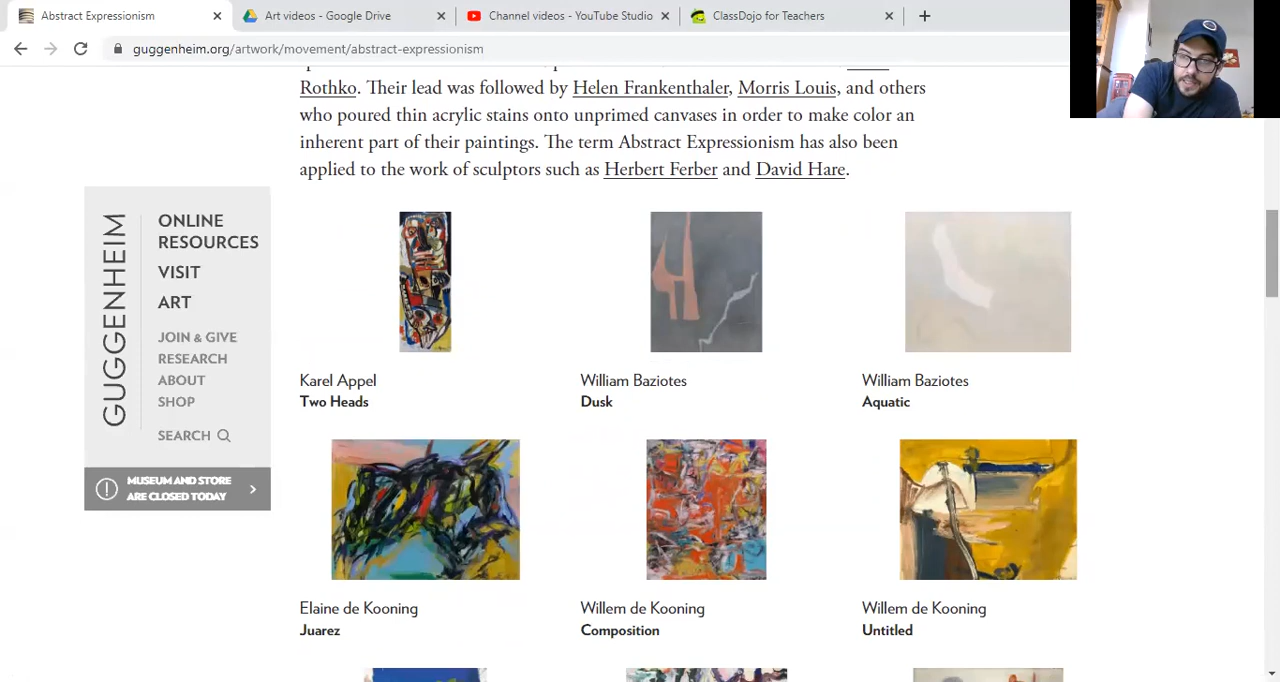 Abstract Expressionism
Art videos - Google Drive
Channel videos - YouTube Studio
ClassDojo for Teachers
guggenheim.org/artwork/movement/abstract-expressionism
Rothko. Their lead was followed by Helen Frankenthaler, Morris Louis, and others
who poured thin acrylic stains onto unprimed canvases in order to make color an
inherent part of their paintings. The term Abstract Expressionism has also been
applied to the work of sculptors such as Herbert Ferber and David Hare.
GUGGENHEIM
ONLINE
RESOURCES
VISIT
ART
JOIN & GIVE
RESEARCH
ABOUT
SHOP
SEARCH
MUSEUM AND STORE
ARE CLOSED TODAY
Karel Appel
Two Heads
William Baziotes
Dusk
William Baziotes
Aquatic
Elaine de Kooning
Juarez
Willem de Kooning
Composition
Willem de Kooning
Untitled